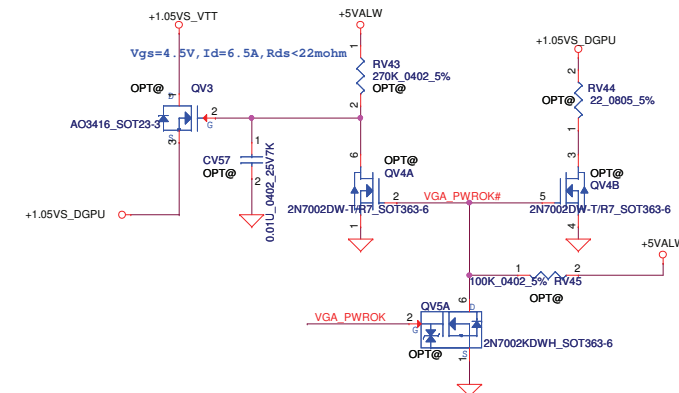 +1.05VS_VTT
+5VALW
+1.05VS_DGPU
Vgs=4.5V,Id=6.5A,Rds<22mohm
1
RV43
270K_0402_5%
OPT@
2
2
RV44
22_0805_5%
OPT@
1
OPT@
QV3
1
D
2
G
AO3416_SOT23-3
S
3
1
CV57
OPT@
2
0.01U_0402_25V7K
6
OPT@
QV4A
2
2N7002DW-T/R7_SOT363-6
1
VGA_PWROK#
3
OPT@
QV4B
5
2N7002DW-T/R7_SOT363-6
4
+1.05VS_DGPU
+5VALW
1
2
100K_0402_5%
RV45
OPT@
QV5A
6
D
VGA_PWROK
2
G
OPT@
S
1
2N7002KDWH_SOT363-6